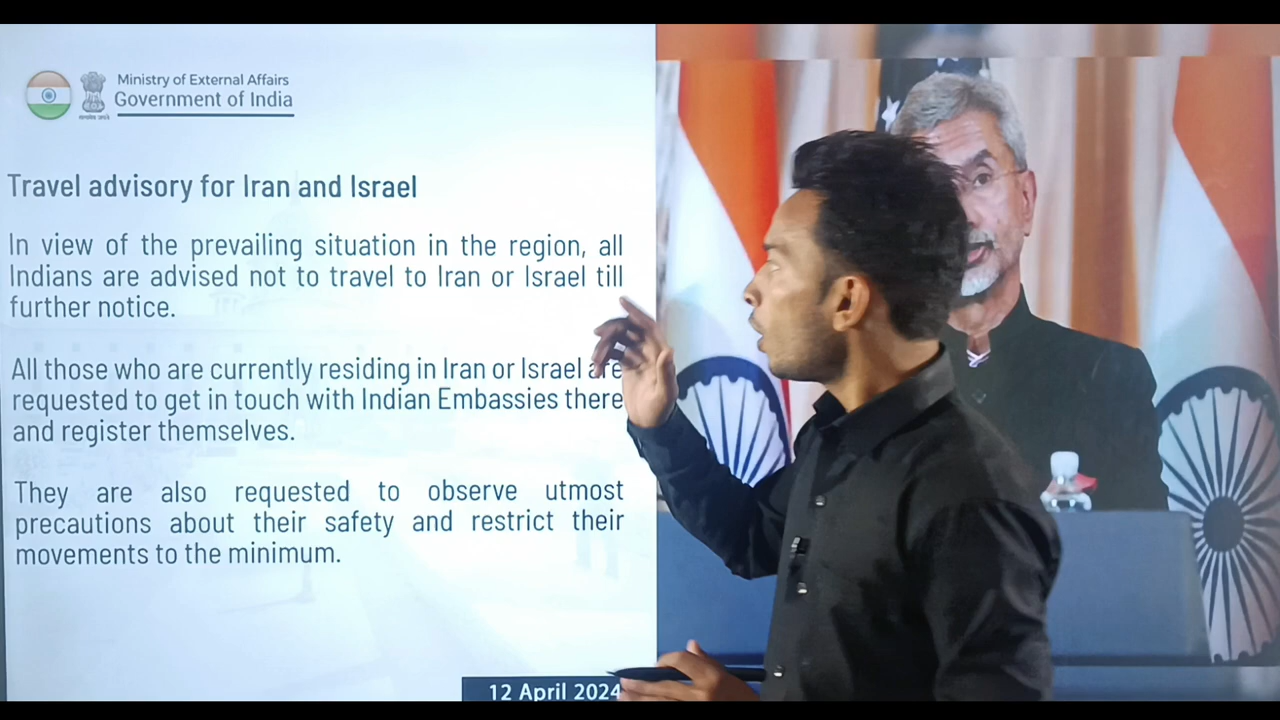 Ministry of External Affairs
Government of India
Travel advisory for Iran and Israel
In view of the prevailing situation in the region, all
Indians are advised not to travel to Iran or Israel till
further notice.
All those who are currently residing in Iran or Israel are
requested to get in touch with Indian Embassies there
and register themselves.
They are also requested to observe utmost
precautions about their safety and restrict their
movements to the minimum.
12 April 2024